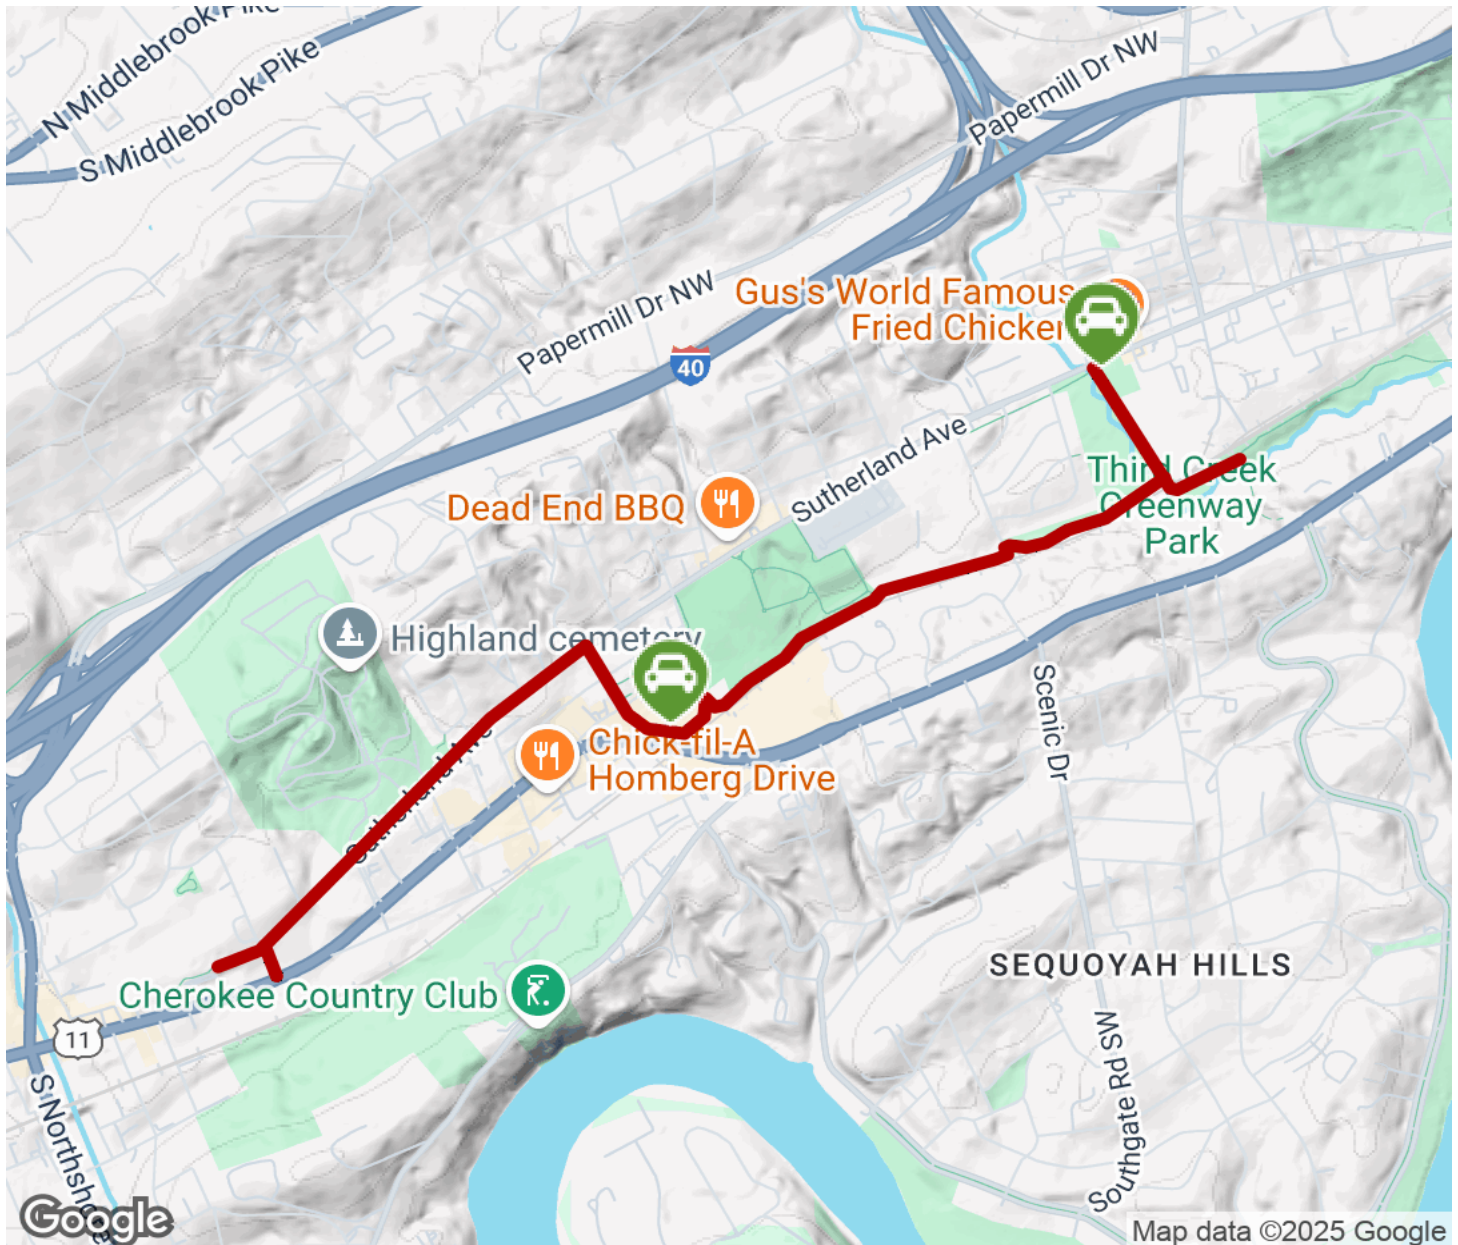 N Middlebrook Pike
S Middlebrook Pike
Papermill Dr NW
Papermill Dr NW
Gus's World Famous
Fried Chicken
40
Sutherland Ave
Third Creek
Greenway
Park
Dead End BBQ
Highland cemetery
Scenic Dr
Chick-fil-A
Homberg Drive
Sutherland Ave
SEQUOYAH HILLS
Cherokee Country Club
11
S Northshore
Southgate Rd SW
Google
Map data ©2025 Google